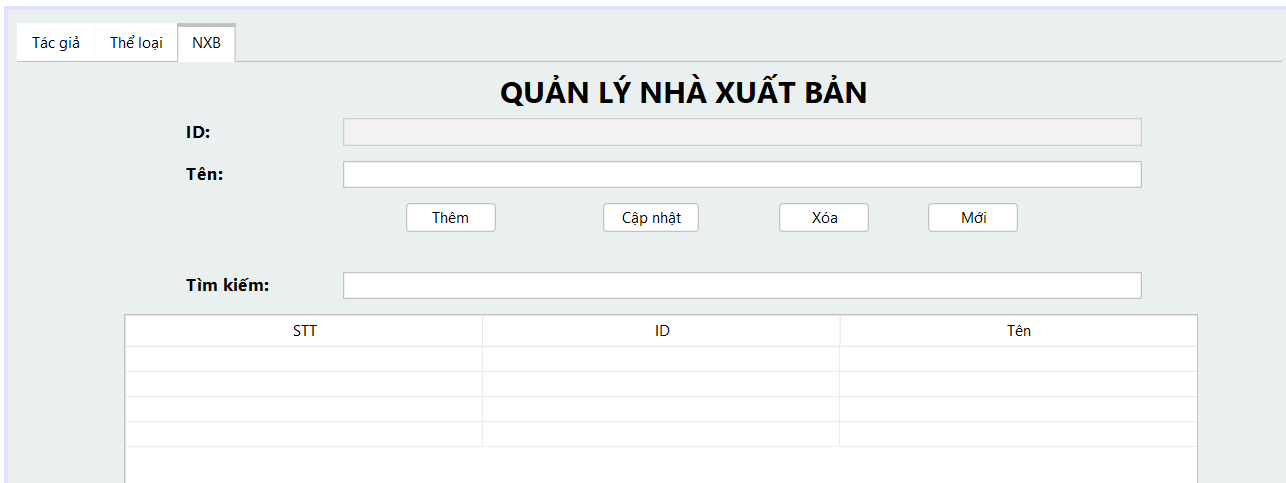 Tác giả Thể loại NXB
QUẢN LÝ NHÀ XUẤT BẢN
ID:
Tên:
Thêm Cập nhật Xóa Mới
Tìm kiếm:
STT ID Tên